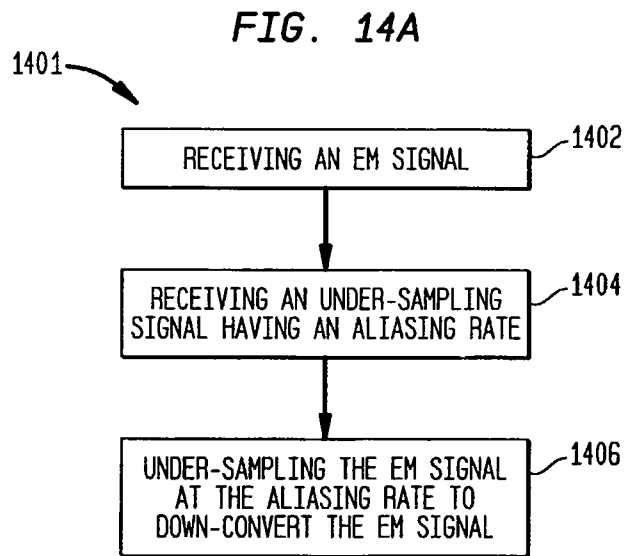 FIG. 14A
1401
RECEIVING AN EM SIGNAL
1402
RECEIVING AN UNDER-SAMPLING
SIGNAL HAVING AN ALIASING RATE
1404
UNDER-SAMPLING THE EM SIGNAL
AT THE ALIASING RATE TO
DOWN-CONVERT THE EM SIGNAL
1406